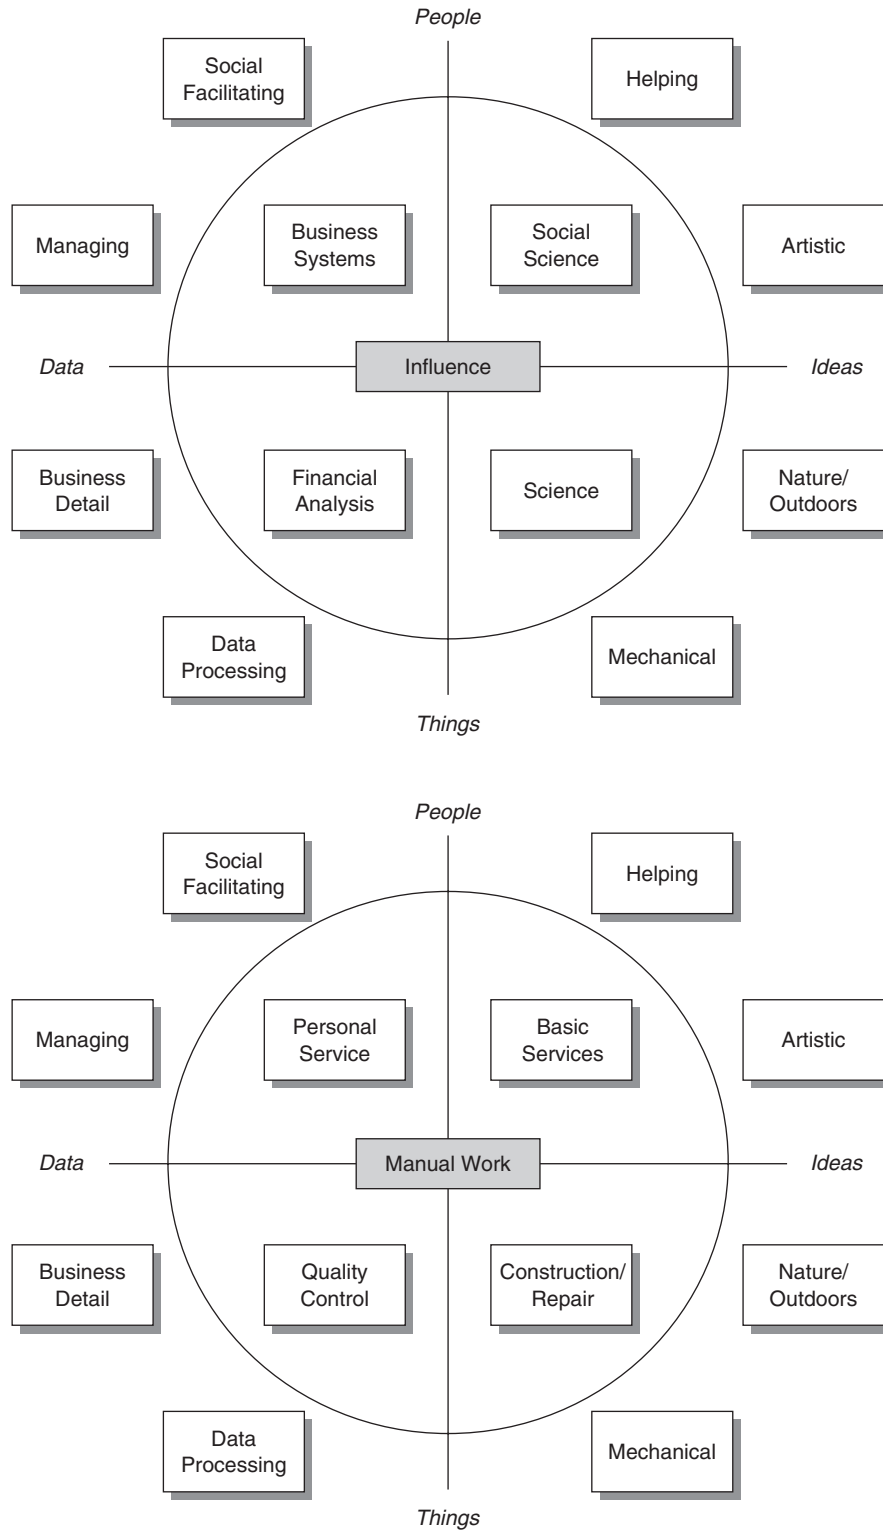 People
Social
Facilitating
Helping
Managing
Business
Systems
Social
Science
Artistic
Data
Influence
Ideas
Business
Detail
Financial
Analysis
Science
Nature/
Outdoors
Data
Processing
Mechanical
Things
People
Social
Facilitating
Helping
Managing
Personal
Service
Basic
Services
Artistic
Data
Manual Work
Ideas
Business
Detail
Quality
Control
Construction/
Repair
Nature/
Outdoors
Data
Processing
Mechanical
Things